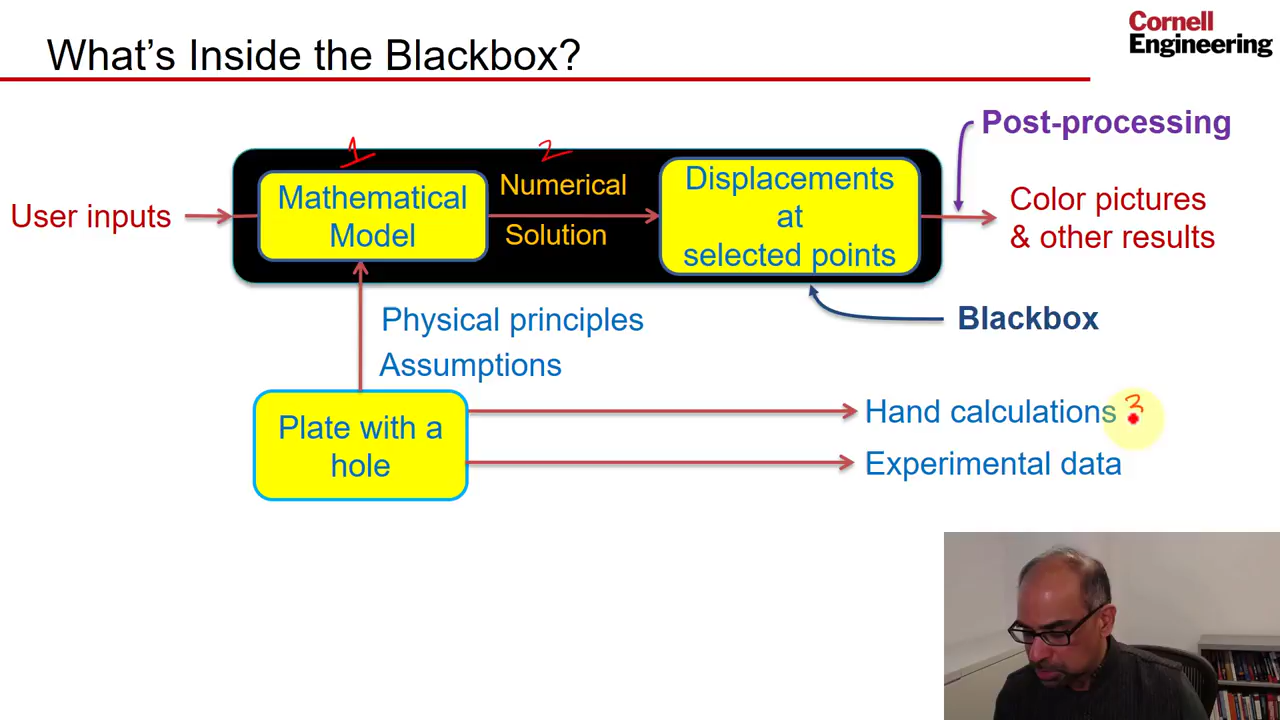 What's Inside the Blackbox?
Cornell
Engineering
1
2
Post-processing
User inputs
Mathematical
Model
Numerical
Solution
Displacements
at
selected points
Color pictures
& other results
Physical principles
Assumptions
Blackbox
Plate with a
hole
Hand calculations 3
Experimental data